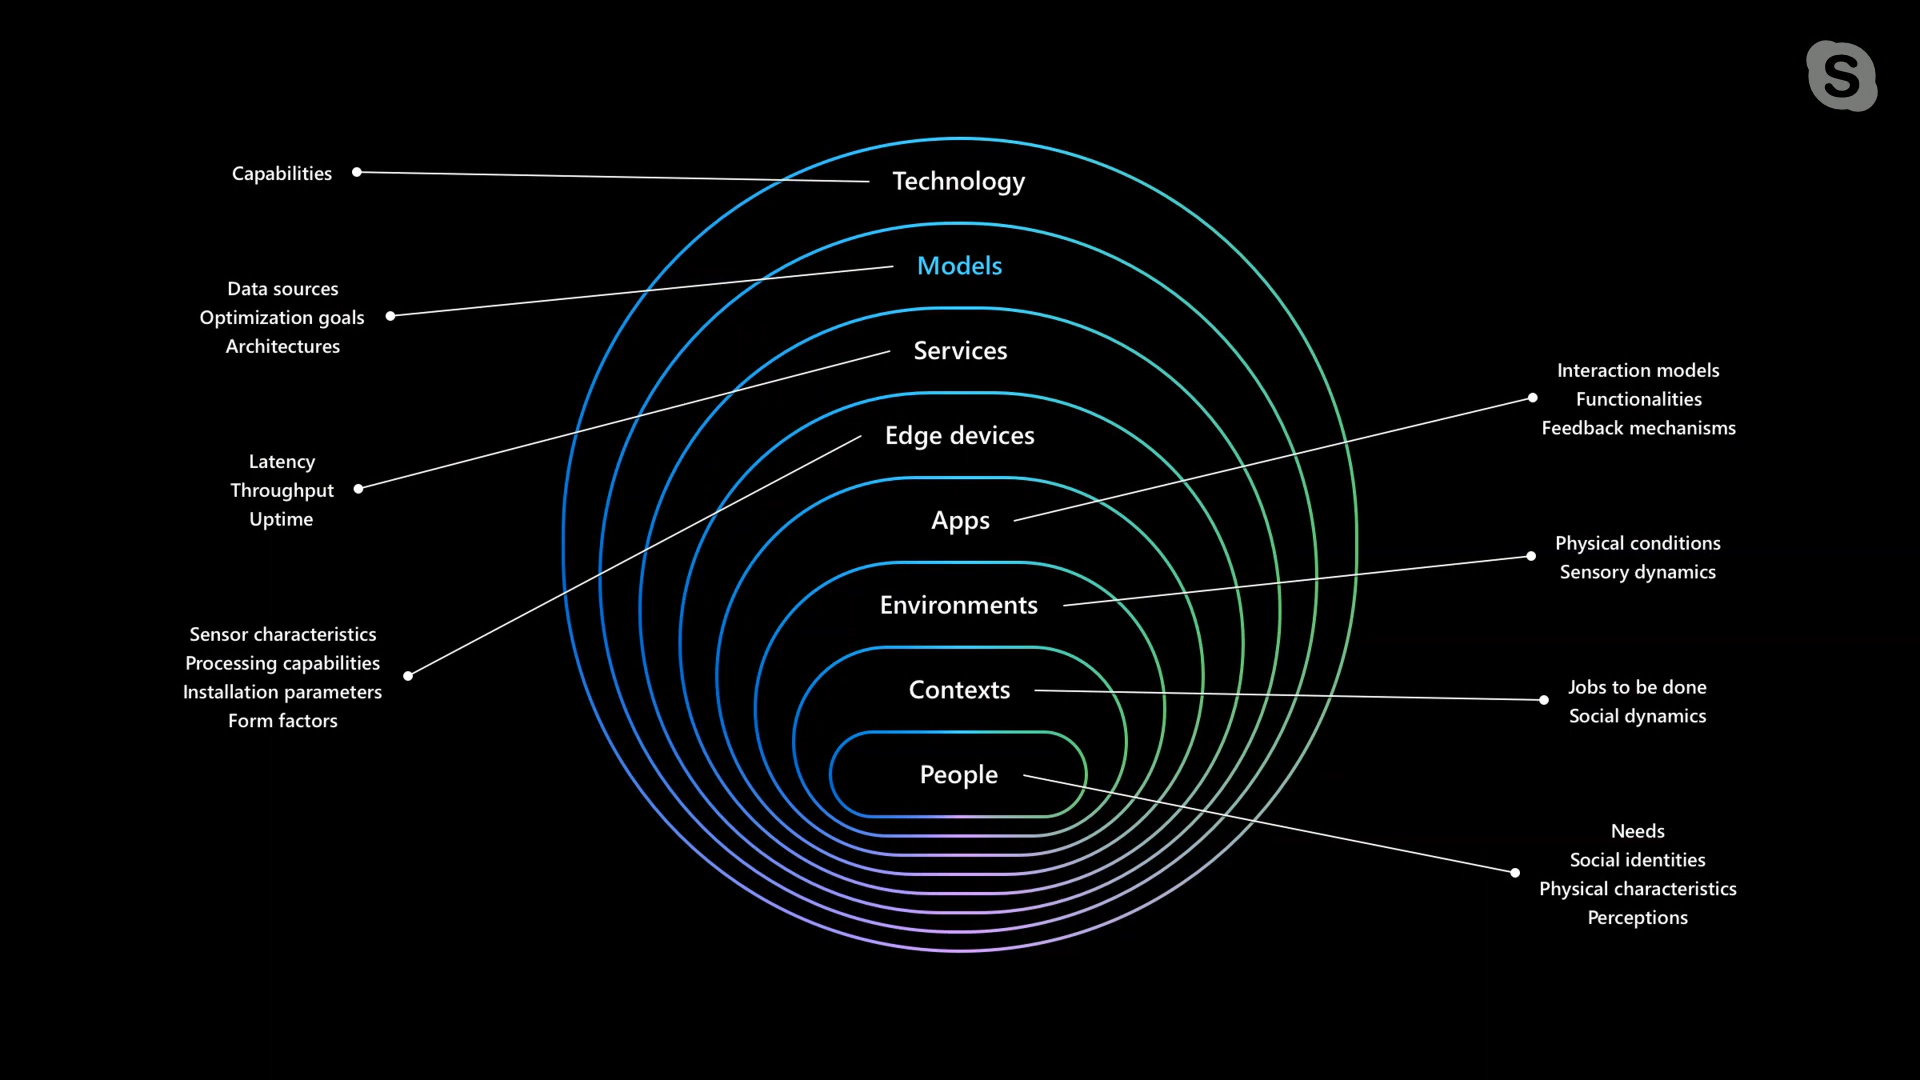 S
Capabilities
Technology
Data sources
Optimization goals
Architectures
Models
Latency
Throughput
Uptime
Services
Sensor characteristics
Processing capabilities
Installation parameters
Form factors
Edge devices
Apps
Interaction models
Functionalities
Feedback mechanisms
Environments
Physical conditions
Sensory dynamics
Contexts
Jobs to be done
Social dynamics
People
Needs
Social identities
Physical characteristics
Perceptions